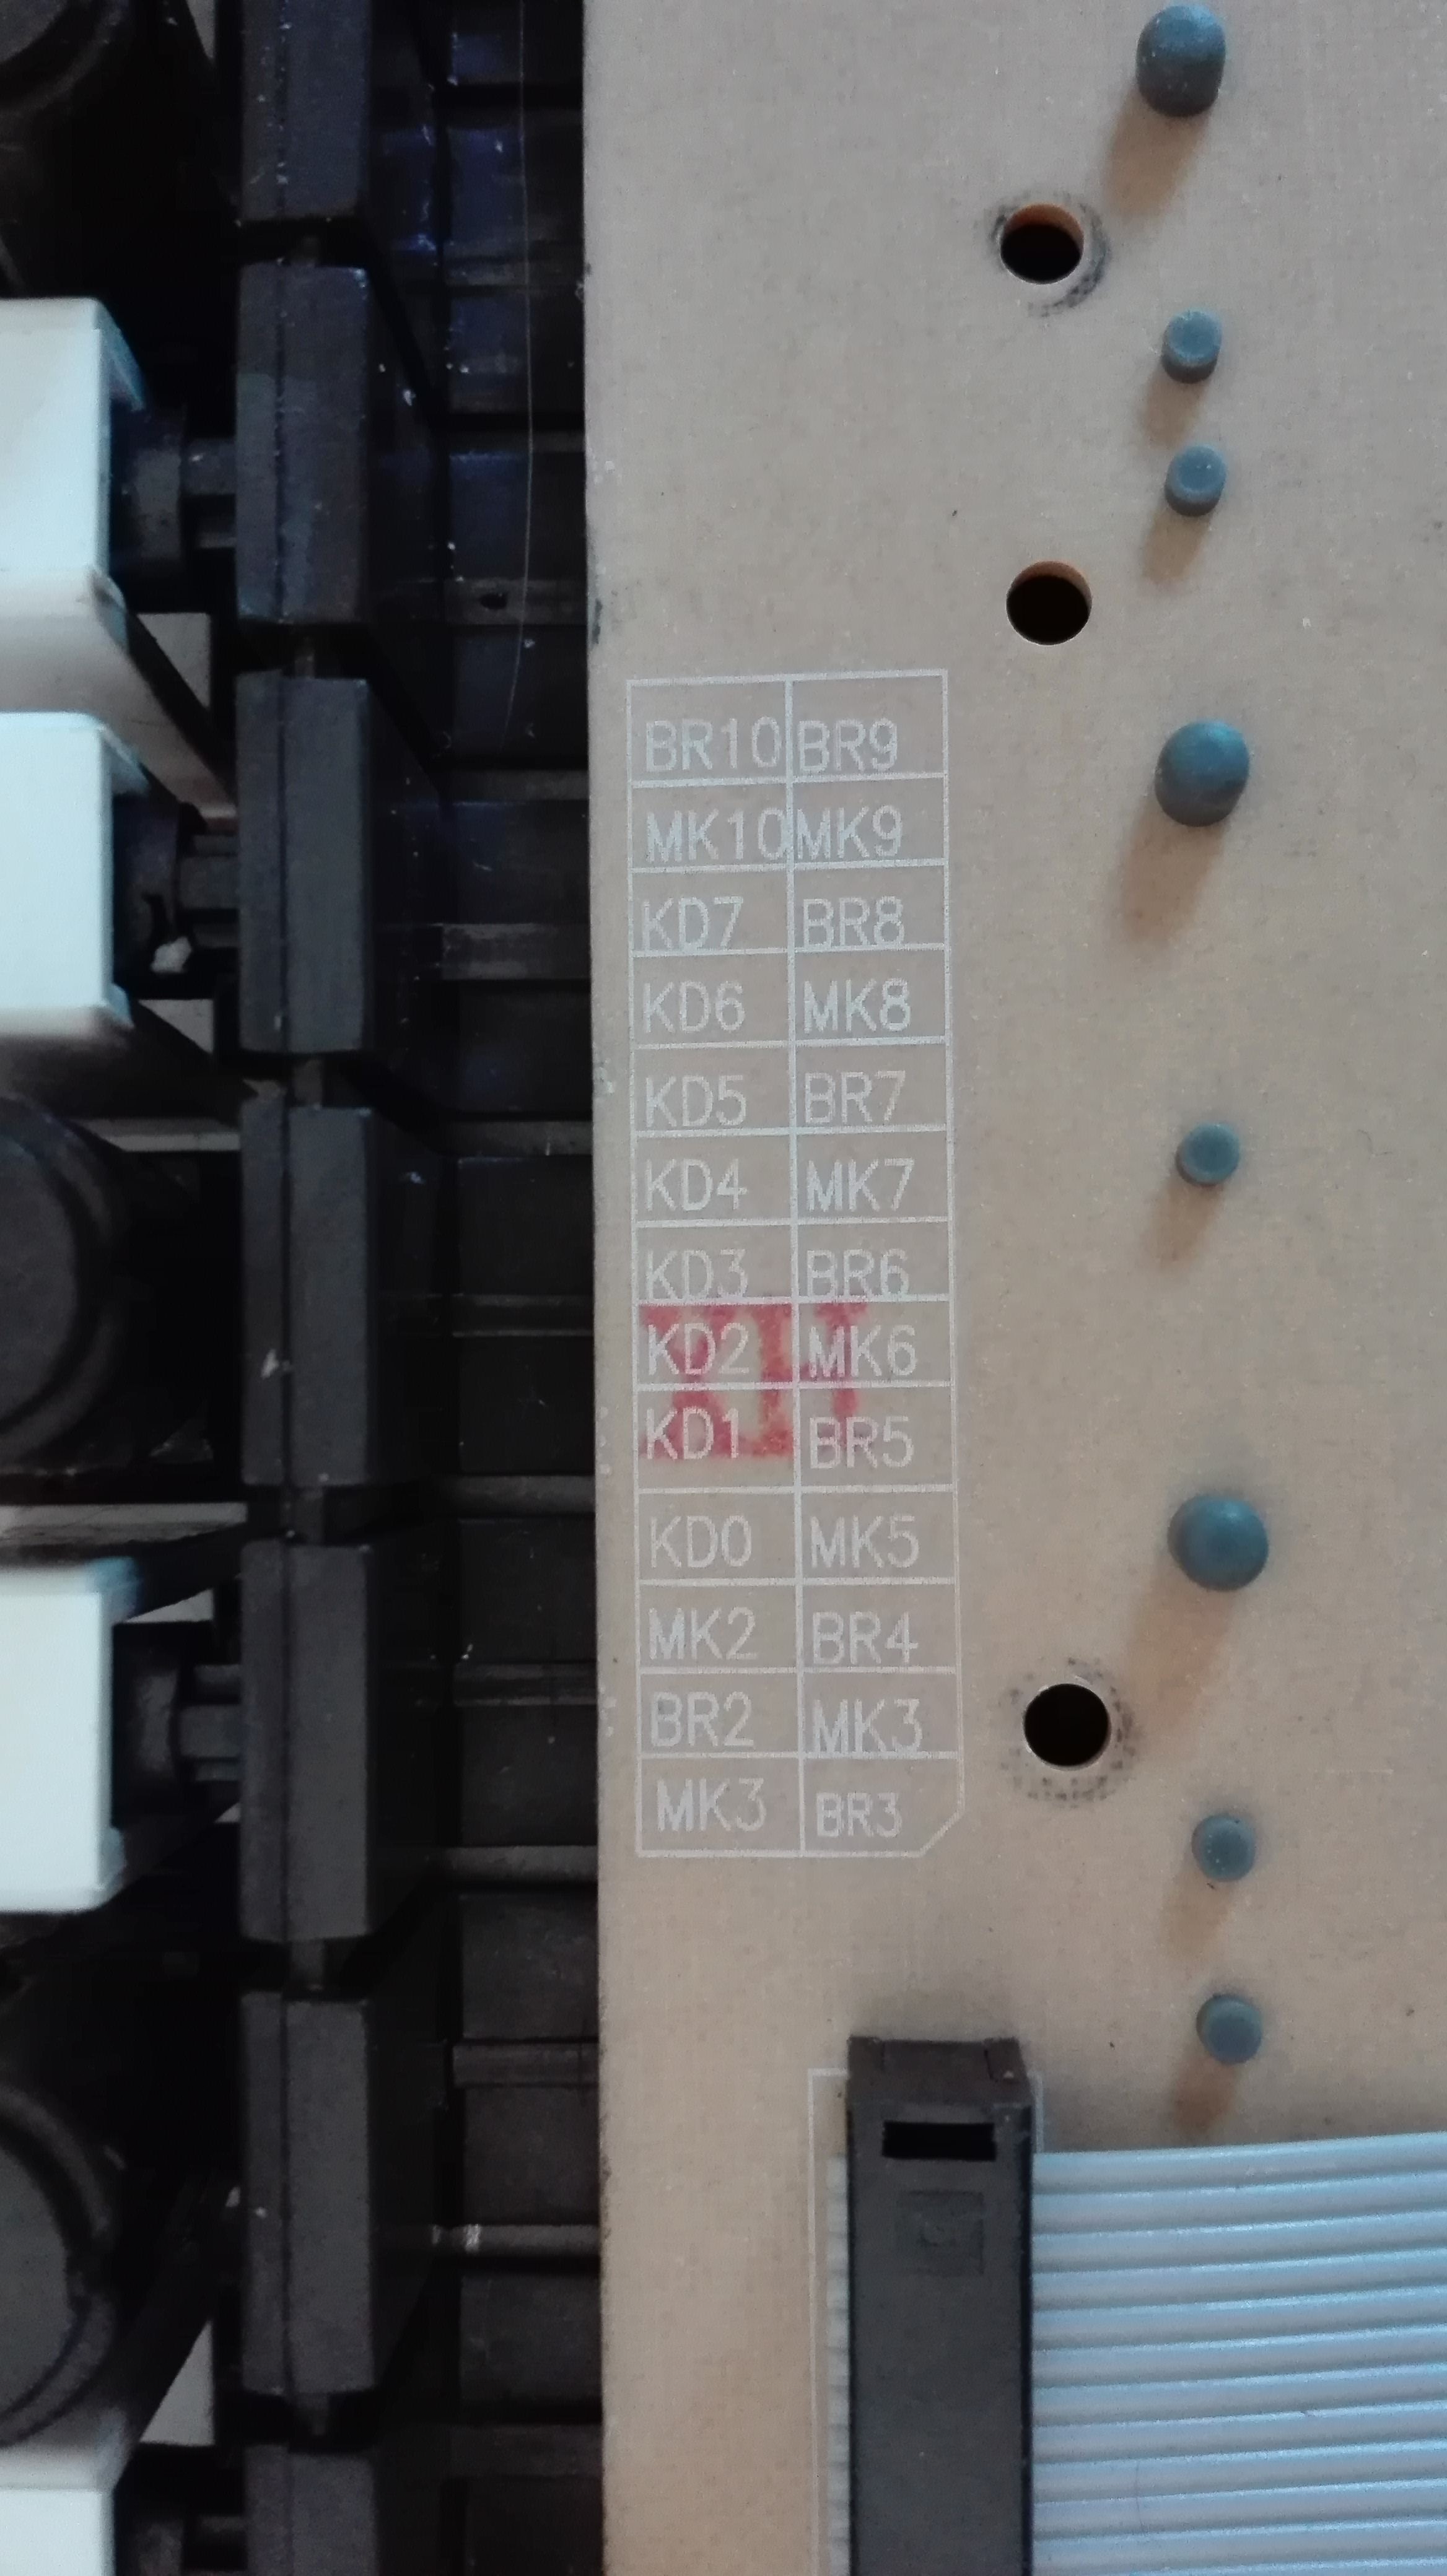 BR10 BR9
MK10 MK9
KD7 BR8
KD6 MK8
KD5 BR7
KD4 MK7
KD3 BR6
KD2 MK6
KD1 BR5
KD0 MK5
MK2 BR4
BR2 MK3
MK3 BR3